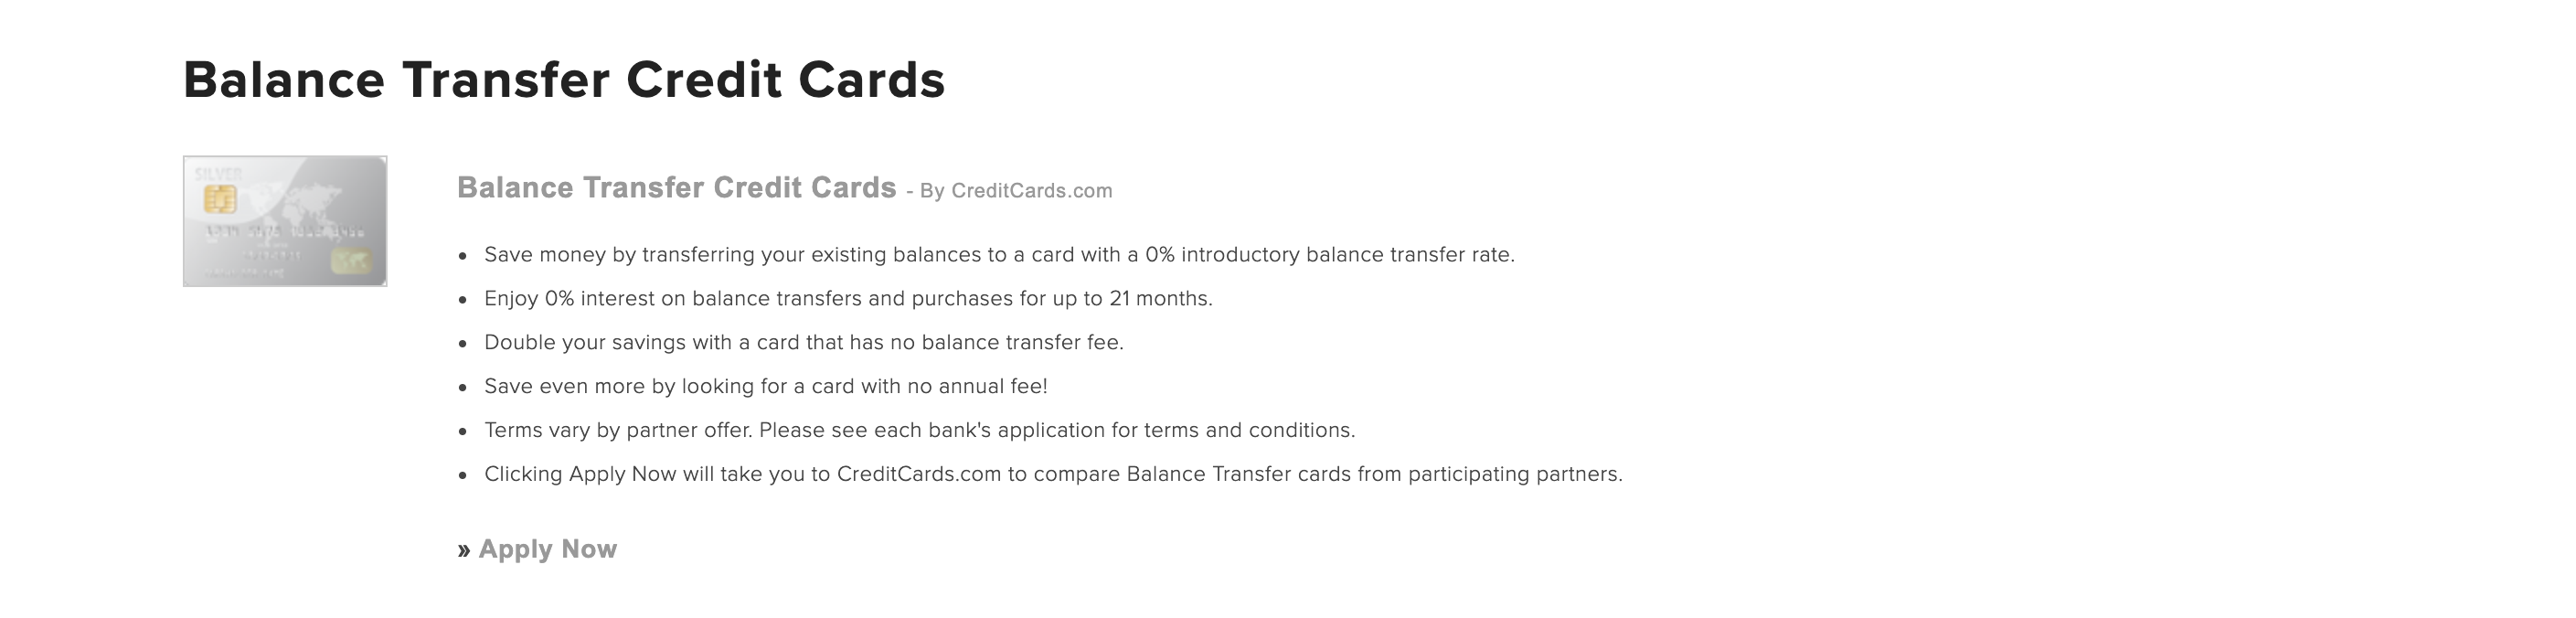 Balance Transfer Credit Cards
SILVER
Balance Transfer Credit Cards - By CreditCards.com
• Save money by transferring your existing balances to a card with a 0% introductory balance transfer rate.
• Enjoy 0% interest on balance transfers and purchases for up to 21 months.
• Double your savings with a card that has no balance transfer fee.
• Save even more by looking for a card with no annual fee!
• Terms vary by partner offer. Please see each bank's application for terms and conditions.
• Clicking Apply Now will take you to CreditCards.com to compare Balance Transfer cards from participating partners.
» Apply Now